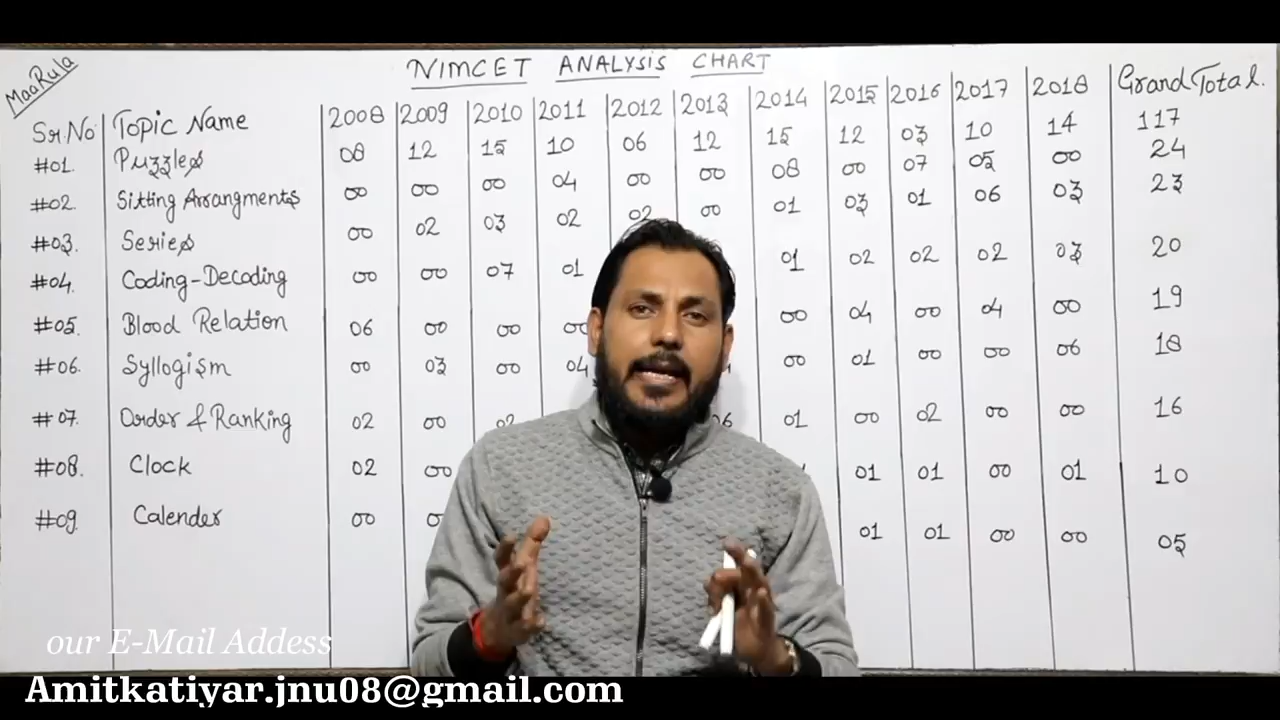 MaaRula
NIMCET ANALYSIS CHART
Sr.No. Topic Name 2008 2009 2010 2011 2012 2013 2014 2015 2016 2017 2018 Grand Total.
#01. Puzzles 08 12 15 10 06 12 15 12 03 10 14 117
#02. Sitting Arrangments 00 00 00 04 00 00 08 00 07 05 00 24
#03. Series 00 02 03 02 02 00 01 03 01 06 03 23
#04. Coding-Decoding 00 00 07 01 01 02 02 02 03 20
#05. Blood Relation 06 00 00 00 04 00 04 00 19
#06. Syllogism 00 03 00 04 00 01 00 00 06 18
#07. Order & Ranking 02 00 02 01 00 02 00 00 16
#08. Clock 02 00 01 01 00 01 10
#09 Calender 00 01 01 00 00 05
our E-Mail Addess
Amitkatiyar.jnu08@gmail.com